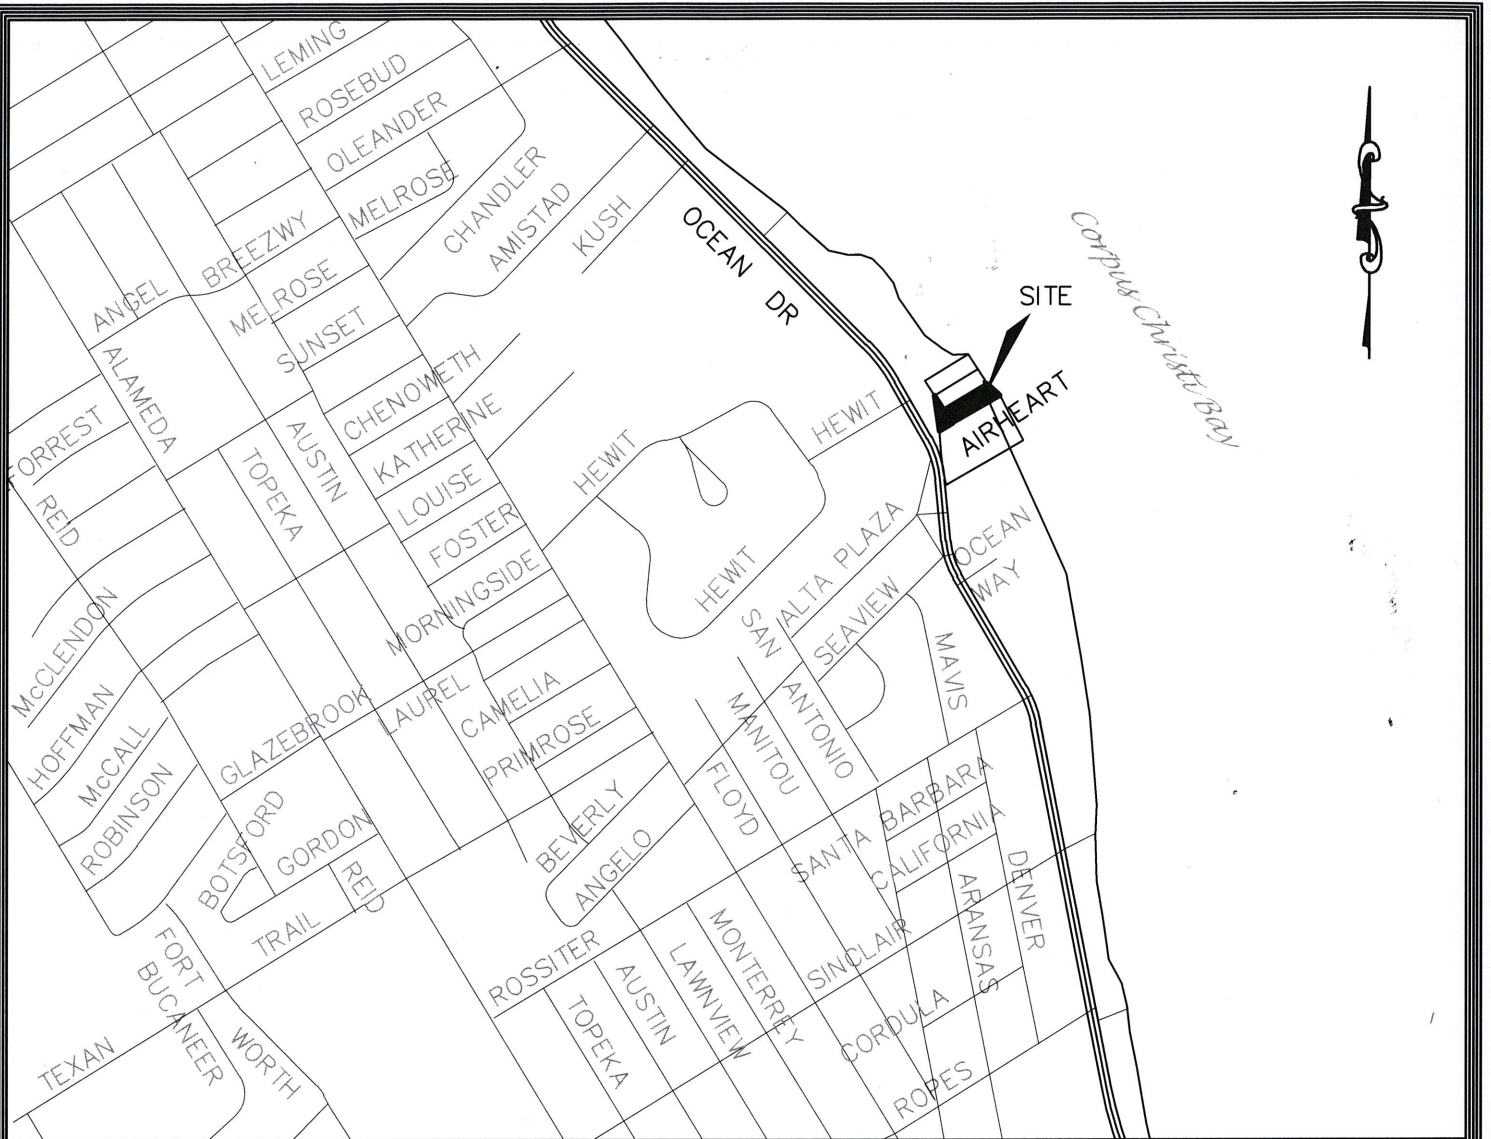 LEMING
ROSEBUD
OLEANDER
MELROSE
CHANDLER
AMISTAD
KUSH
OCEAN DR
Corpus Christi Bay
SITE
AIRHEART
BREEZWY
ANGEL
MELROSE
SUNSET
ALAMEDA
CHENOWETH
KATHERINE
LOUISE
FOSTER
MORNINGSIDE
FORREST
REID
TOPEKA
AUSTIN
HEWIT
HEWIT
HEWIT
ALTA PLAZA
SEAVIEW
OCEAN
WAY
SAN
ANTONIO
MANITOU
MAVIS
McCLENDON
HOFFMAN
McCALL
ROBINSON
GLAZEBROOK
LAUREL
CAMELIA
PRIMROSE
BOTSFORD
GORDON
REID
BEVERLY
ANGELO
FLOYD
SANTA BARBARA
CALIFORNIA
DENVER
ARANSAS
SINCLAIR
CORDULA
ROPES
FORT
WORTH
BUCANEER
TEXAN
TRAIL
ROSSITER
TOPEKA
AUSTIN
LAWNVIEW
MONTERREY